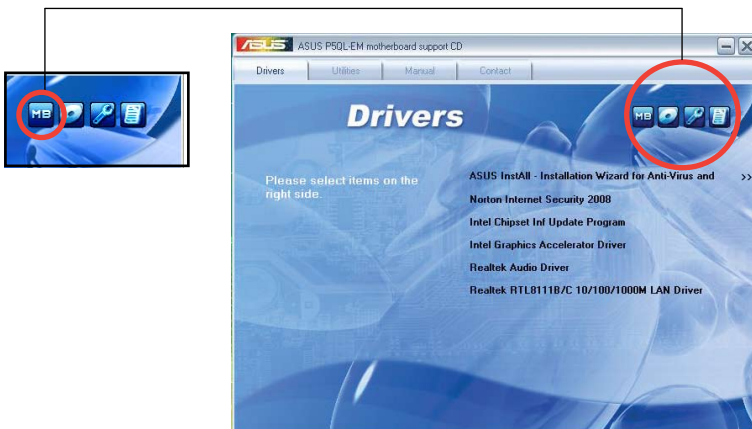 MB
ASUS
ASUS P5QL-EM motherboard support CD
Drivers
Utilities
Manual
Contact
Drivers
MB
Please select items on the
right side.
ASUS InstAll - Installation Wizard for Anti-Virus and
>>
Norton Internet Security 2008
Intel Chipset Inf Update Program
Intel Graphics Accelerator Driver
Realtek Audio Driver
Realtek RTL8111B/C 10/100/1000M LAN Driver